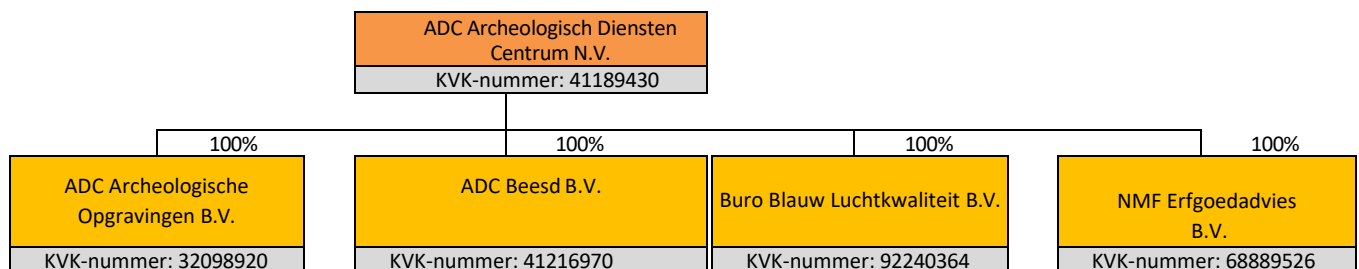 ADC Archeologisch Diensten
Centrum N.V.
KVK-nummer: 41189430
100%
100%
100%
100%
ADC Archeologische
Opgravingen B.V.
KVK-nummer: 32098920
ADC Beesd B.V.
KVK-nummer: 41216970
Buro Blauw Luchtkwaliteit B.V.
KVK-nummer: 92240364
NMF Erfgoedadvies
B.V.
KVK-nummer: 68889526